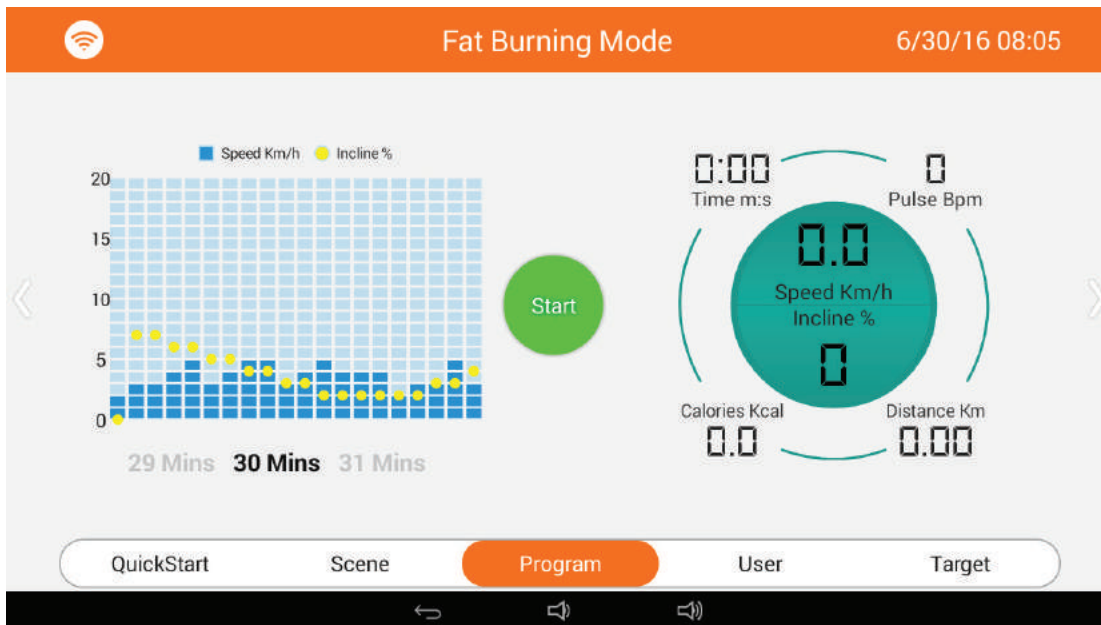 Fat Burning Mode
6/30/16 08:05
Speed Km/h Incline %
20
15
10
5
0
29 Mins 30 Mins 31 Mins
Start
0:00
Time m:s
0
Pulse Bpm
0.0
Speed Km/h
Incline %
0
Calories Kcal
0.0
Distance Km
0.00
QuickStart Scene Program User Target